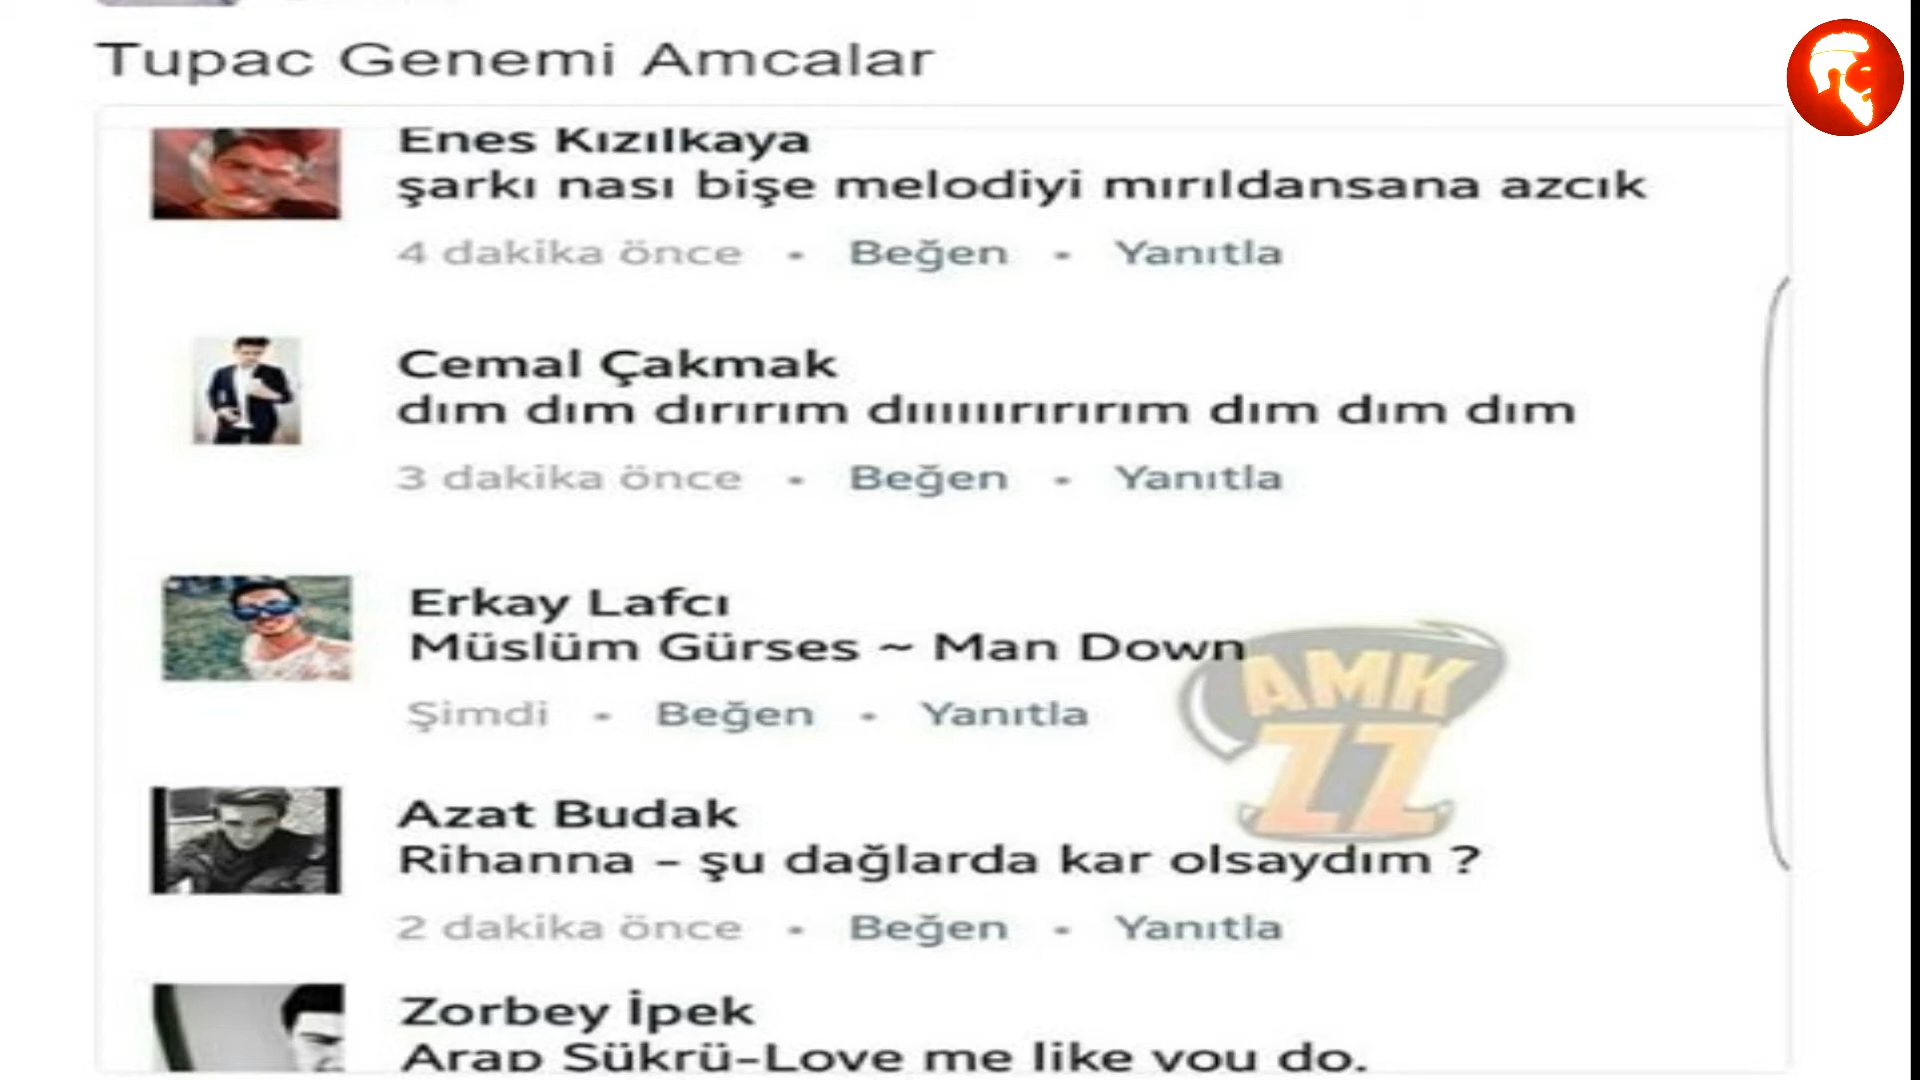 Tupac Genemi Amcalar
Enes Kızılkaya
şarkı nası bişe melodiyi mırıldansana azcık
4 dakika önce • Beğen • Yanıtla
Cemal Çakmak
dım dım dırırım dıııııırırırım dım dım dım
3 dakika önce • Beğen • Yanıtla
Erkay Lafcı
Müslüm Gürses ~ Man Down
Şimdi • Beğen • Yanıtla
AMK
ZZ
Azat Budak
Rihanna - şu dağlarda kar olsaydım ?
2 dakika önce • Beğen • Yanıtla
Zorbey İpek
Arap Şükrü-Love me like you do.